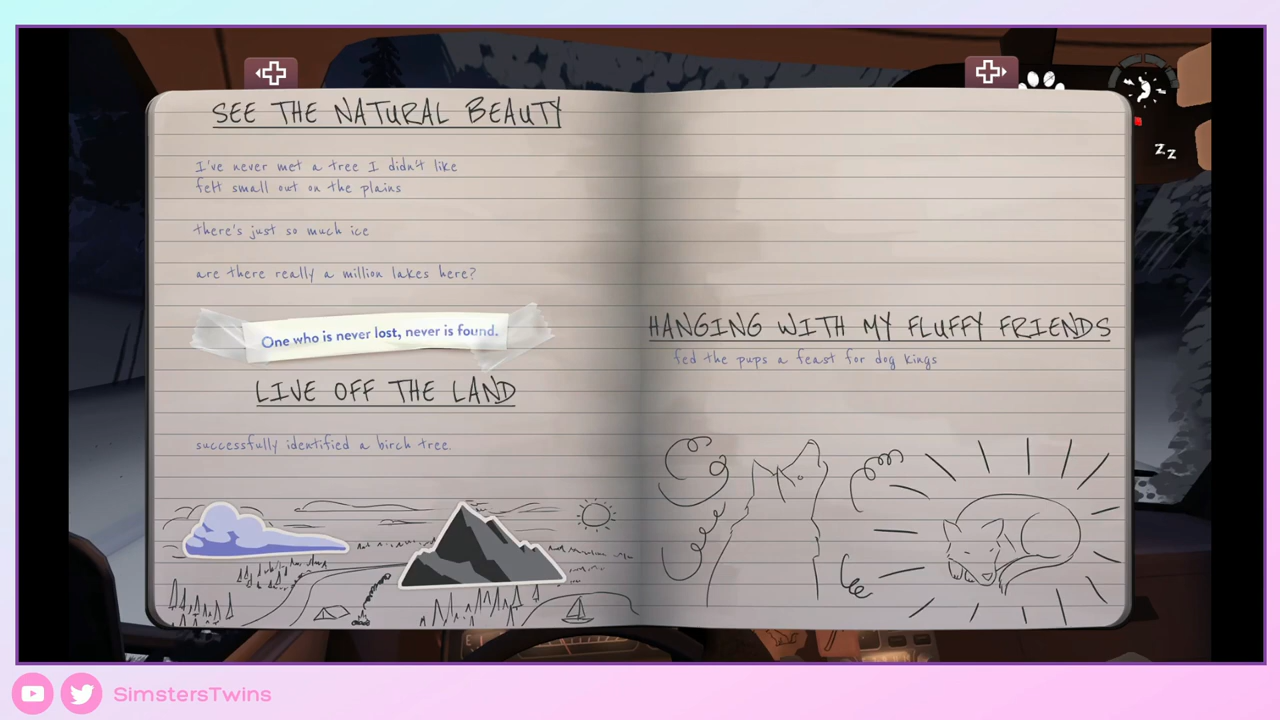 SEE THE NATURAL BEAUTY
I've never met a tree I didn't like
felt small out on the plains
there's just so much ice
are there really a million lakes here?
One who is never lost, never is found.
LIVE OFF THE LAND
successfully identified a birch tree.
HANGING WITH MY FLUFFY FRIENDS
fed the pups a feast for dog kings
zz
SimstersTwins